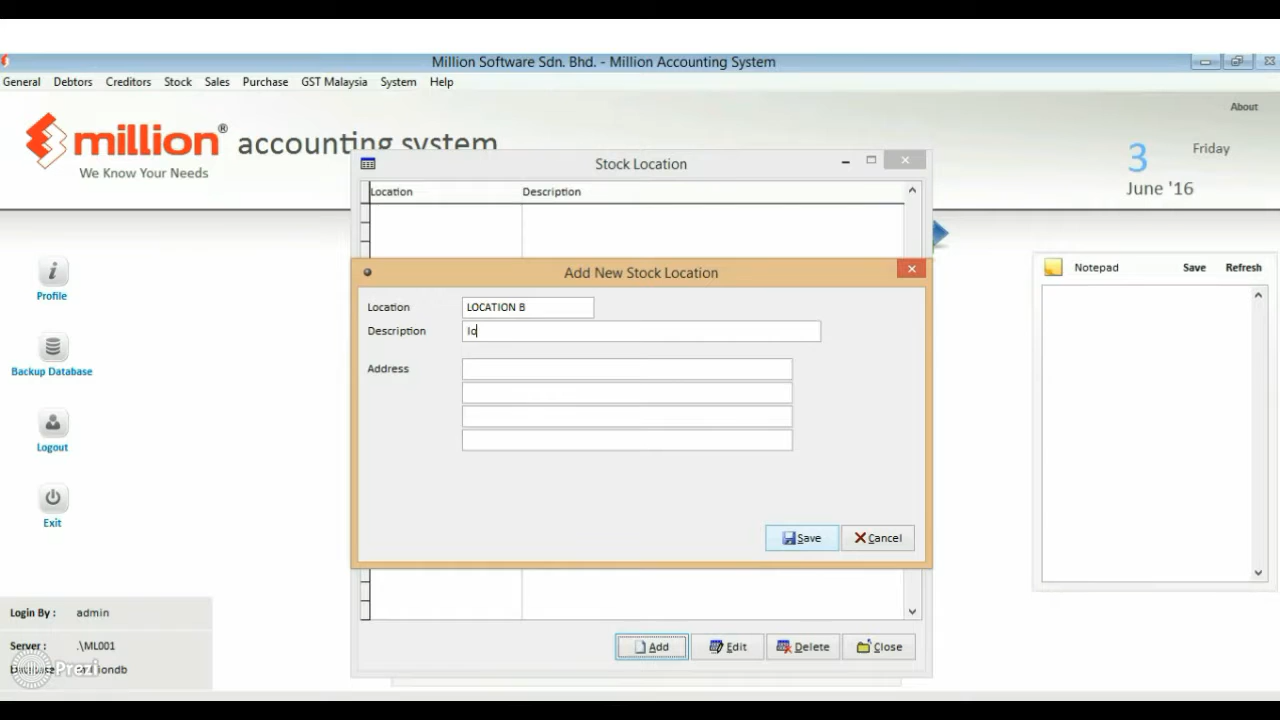 Million Software Sdn. Bhd. - Million Accounting System
General Debtors Creditors Stock Sales Purchase GST Malaysia System Help
About
million® accounting system
We Know Your Needs
3 Friday
June '16
Stock Location
Location Description
Add New Stock Location
Location LOCATION B
Description lo
Address
Save Cancel
Add Edit Delete Close
Profile
Backup Database
Logout
Exit
Notepad Save Refresh
Login By : admin
Server : .\ML001
Prezi